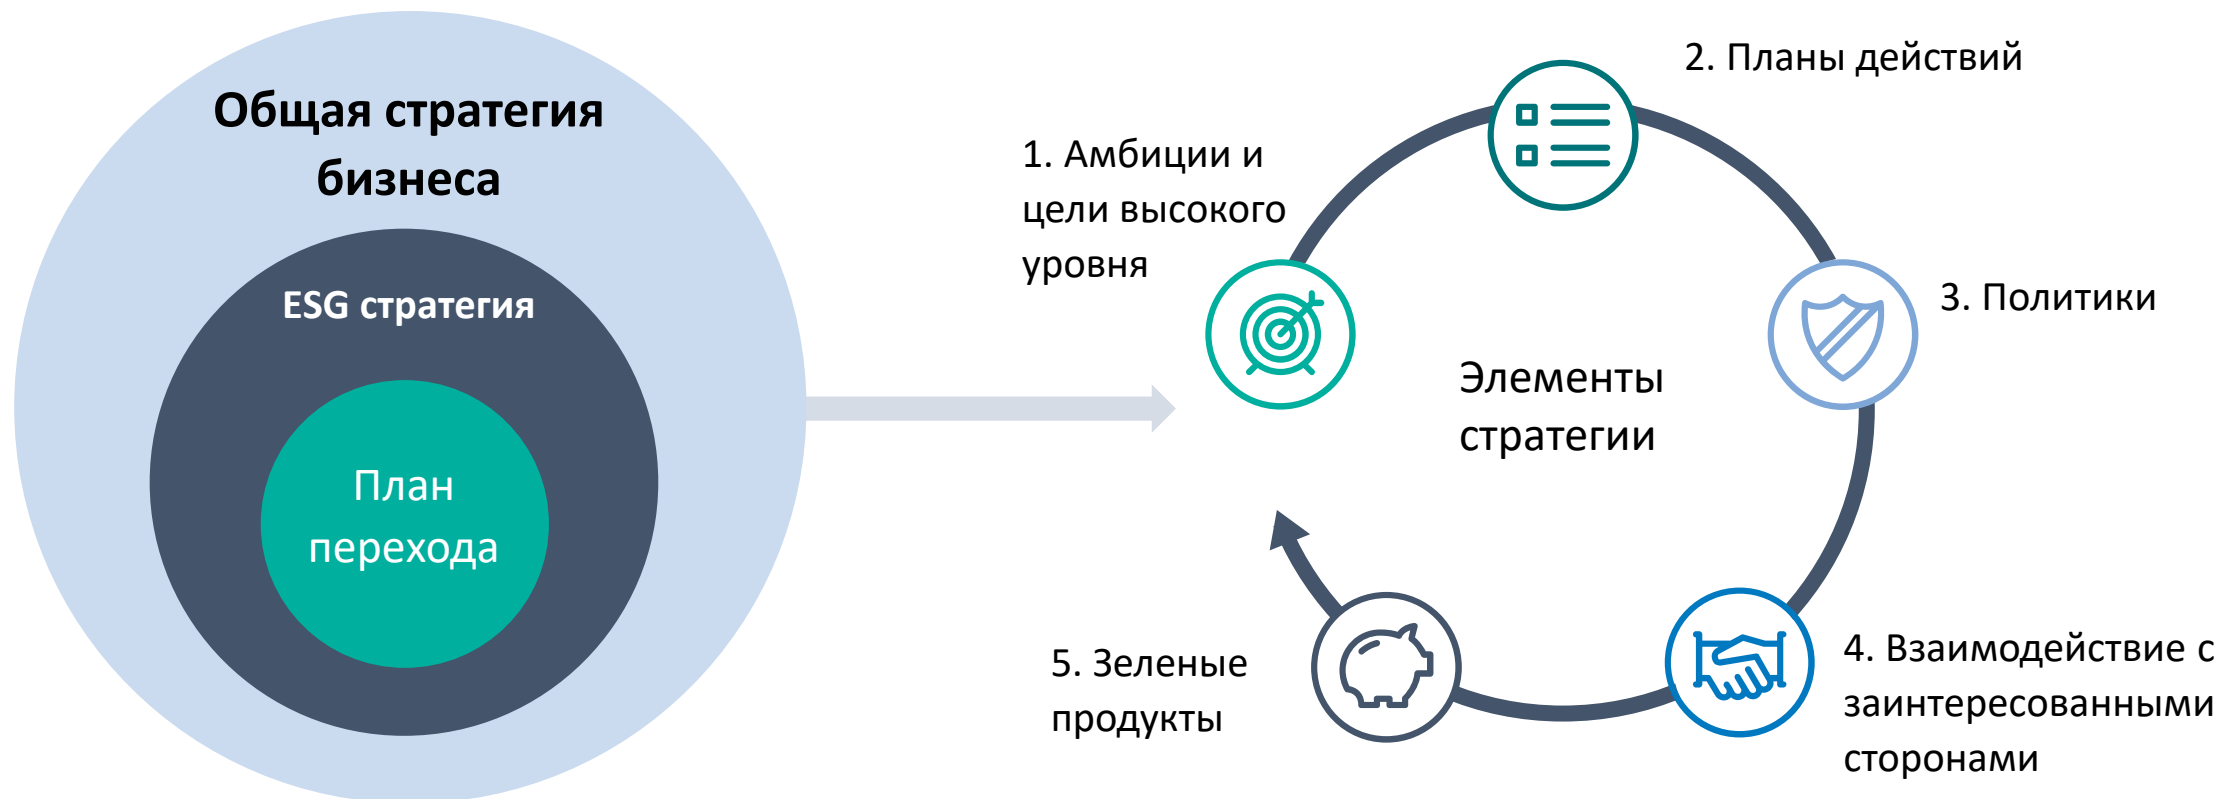 Общая стратегия
бизнеса
ESG стратегия
План
перехода
1. Амбиции и
цели высокого
уровня
2. Планы действий
3. Политики
Элементы
стратегии
4. Взаимодействие с
заинтересованными
сторонами
5. Зеленые
продукты